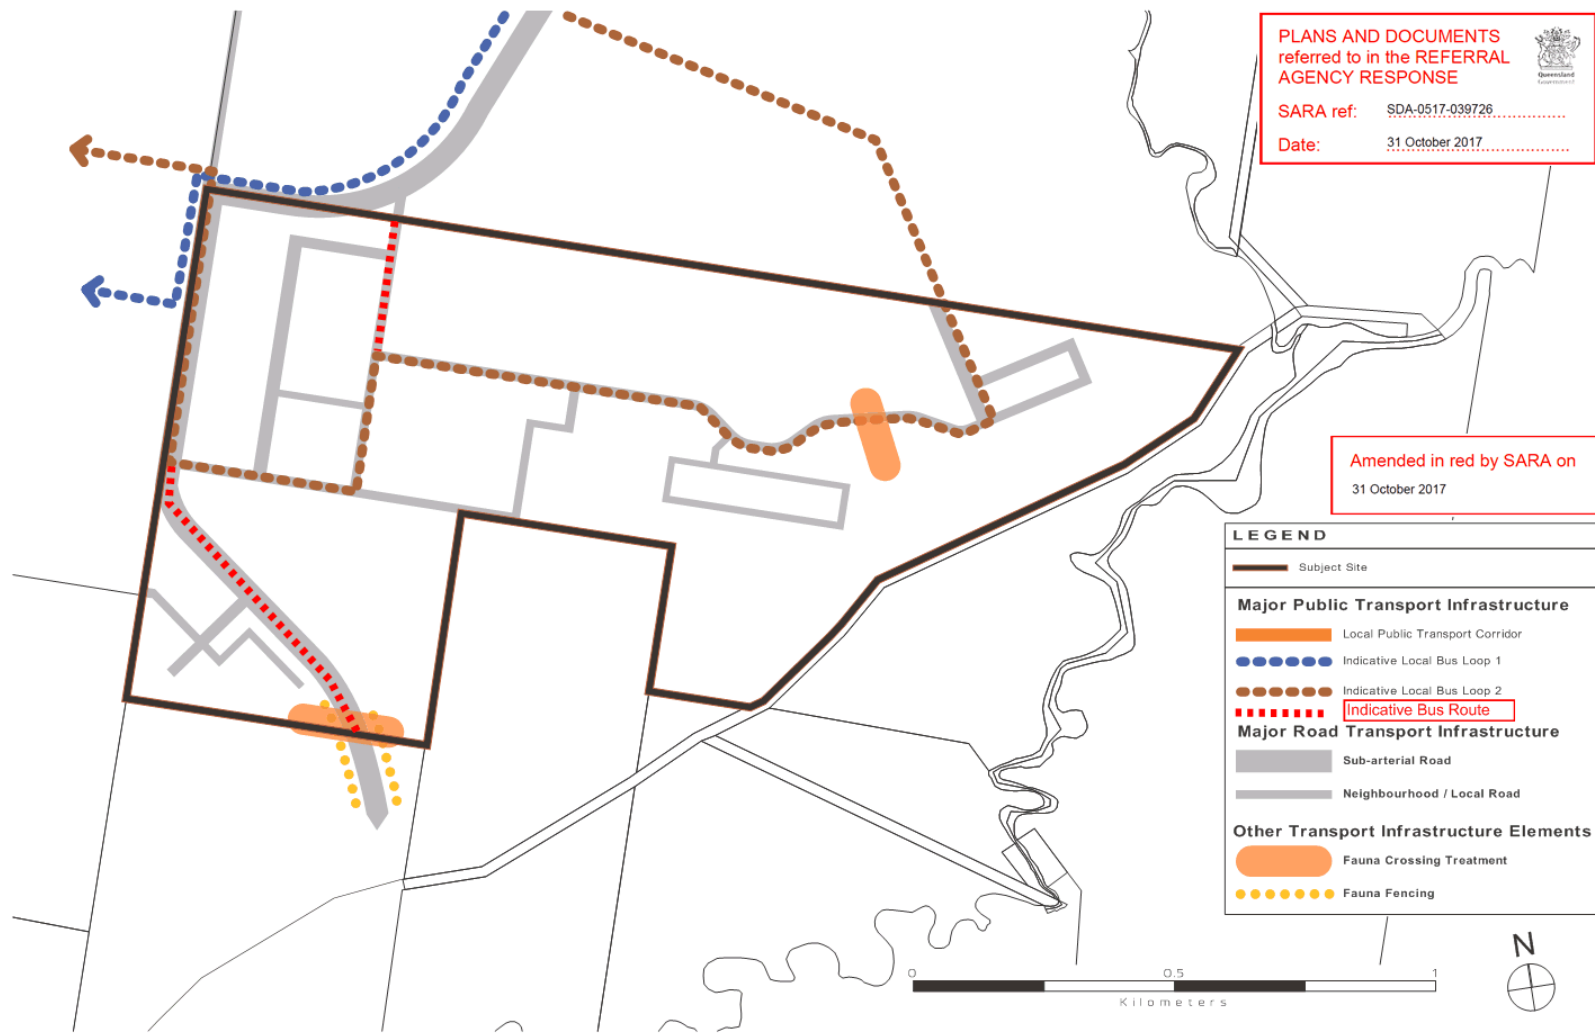 PLANS AND DOCUMENTS
referred to in the REFERRAL
AGENCY RESPONSE
Queensland
Government
SARA ref: SDA-0517-039726
Date: 31 October 2017
Amended in red by SARA on
31 October 2017
LEGEND
Subject Site
Major Public Transport Infrastructure
Local Public Transport Corridor
Indicative Local Bus Loop 1
Indicative Local Bus Loop 2
Indicative Bus Route
Major Road Transport Infrastructure
Sub-arterial Road
Neighbourhood / Local Road
Other Transport Infrastructure Elements
Fauna Crossing Treatment
Fauna Fencing
N
0 0.5 1
Kilometers